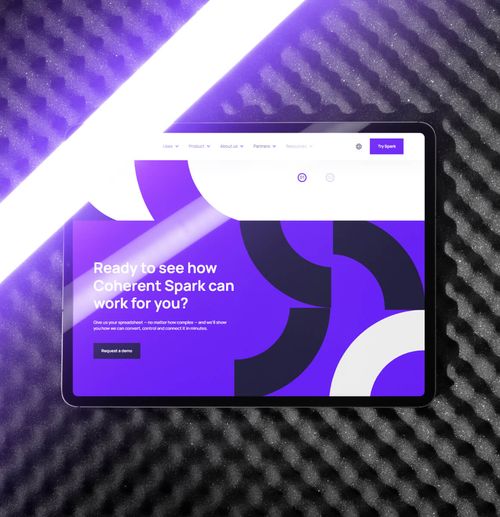 Uses
Product
About us
Partners
Resources
Try Spark
Ready to see how
Coherent Spark can
work for you?
Give us your spreadsheet – no matter how complex – and we'll show
you how we can convert, control and connect it in minutes.
Request a demo